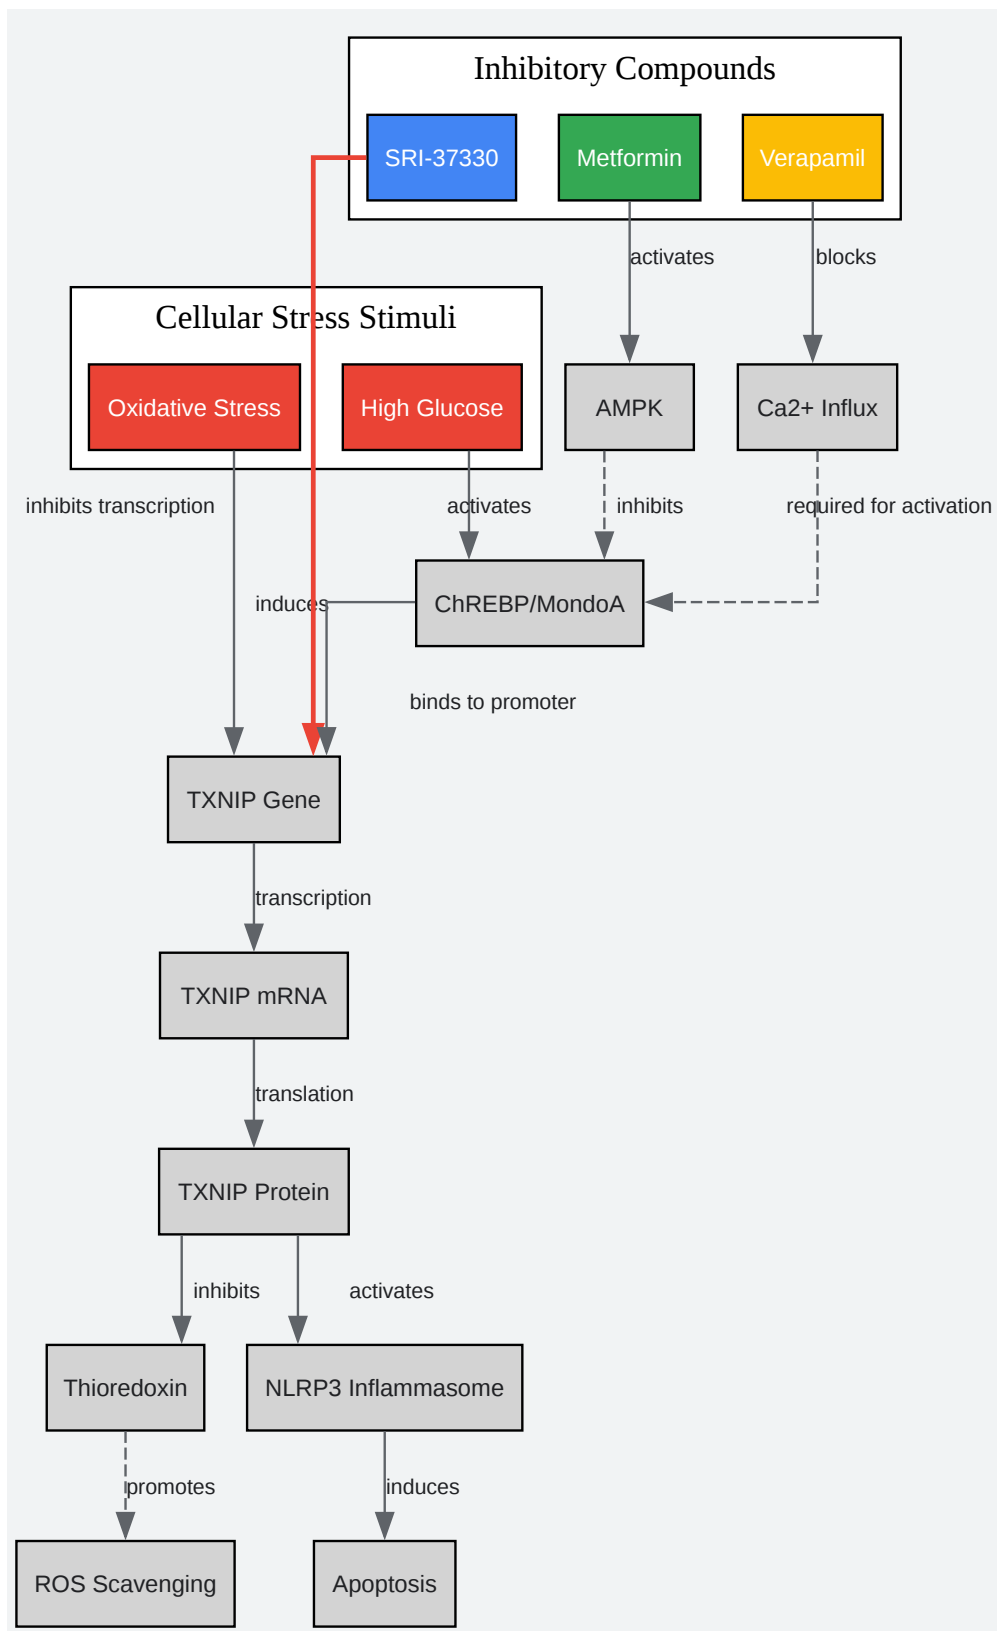 Inhibitory Compounds
SRI-37330
Metformin
Verapamil
activates
blocks
Cellular Stress Stimuli
Oxidative Stress
High Glucose
AMPK
Ca2+ Influx
inhibits transcription
activates
inhibits
required for activation
induces
ChREBP/MondoA
binds to promoter
TXNIP Gene
transcription
TXNIP mRNA
translation
TXNIP Protein
inhibits
activates
Thioredoxin
NLRP3 Inflammasome
promotes
induces
ROS Scavenging
Apoptosis